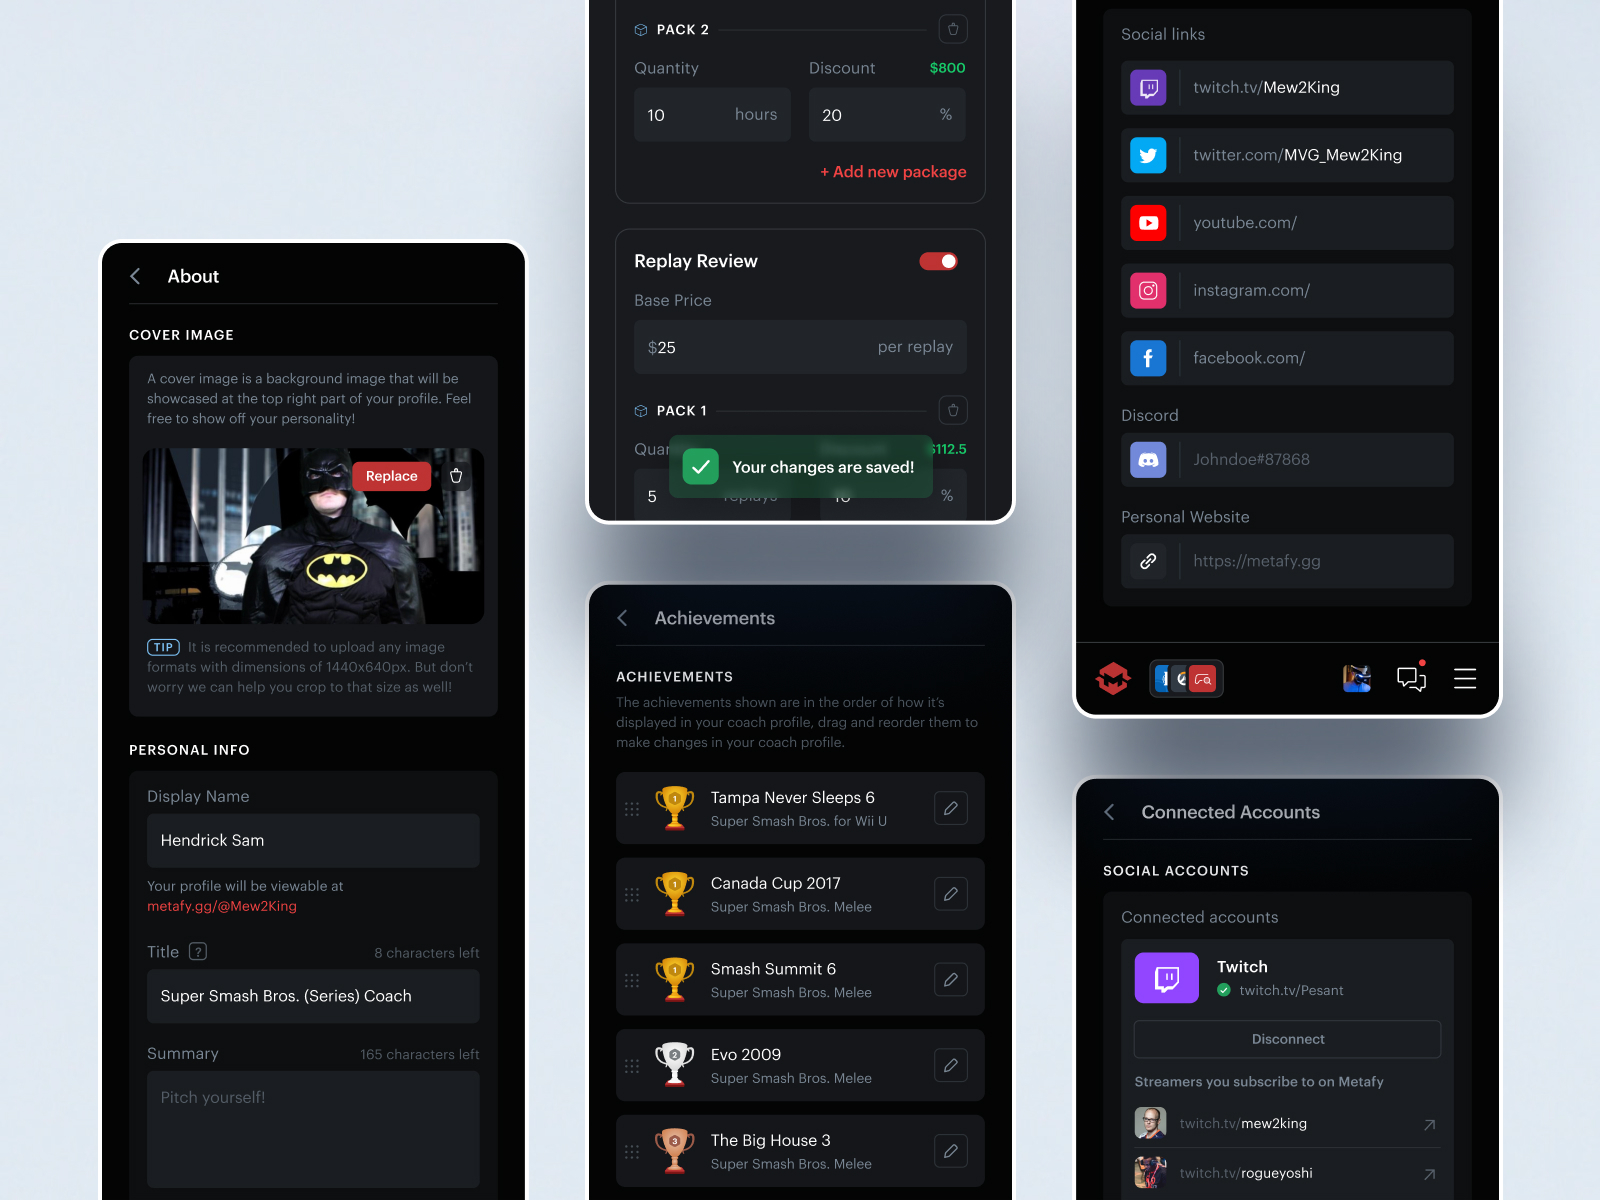 About
COVER IMAGE
A cover image is a background image that will be
showcased at the top right part of your profile. Feel
free to show off your personality!
Replace
TIP It is recommended to upload any image
formats with dimensions of 1440x640px. But don't
worry we can help you crop to that size as well!
PERSONAL INFO
Display Name
Hendrick Sam
Your profile will be viewable at
metafy.gg/@Mew2King
Title ? 8 characters left
Super Smash Bros. (Series) Coach
Summary 165 characters left
Pitch yourself!
PACK 2
Quantity Discount $800
10 hours 20 %
+ Add new package
Replay Review
Base Price
$25 per replay
PACK 1
Quan Discount $112.5
Your changes are saved!
5 replays 10 %
Achievements
ACHIEVEMENTS
The achievements shown are in the order of how it's
displayed in your coach profile, drag and reorder them to
make changes in your coach profile.
1 Tampa Never Sleeps 6
Super Smash Bros. for Wii U
1 Canada Cup 2017
Super Smash Bros. Melee
1 Smash Summit 6
Super Smash Bros. Melee
2 Evo 2009
Super Smash Bros. Melee
3 The Big House 3
Super Smash Bros. Melee
Social links
twitch.tv/Mew2King
twitter.com/MVG_Mew2King
youtube.com/
instagram.com/
facebook.com/
Discord
Johndoe#87868
Personal Website
https://metafy.gg
Connected Accounts
SOCIAL ACCOUNTS
Connected accounts
Twitch
twitch.tv/Pesant
Disconnect
Streamers you subscribe to on Metafy
twitch.tv/mew2king
twitch.tv/rogueyoshi